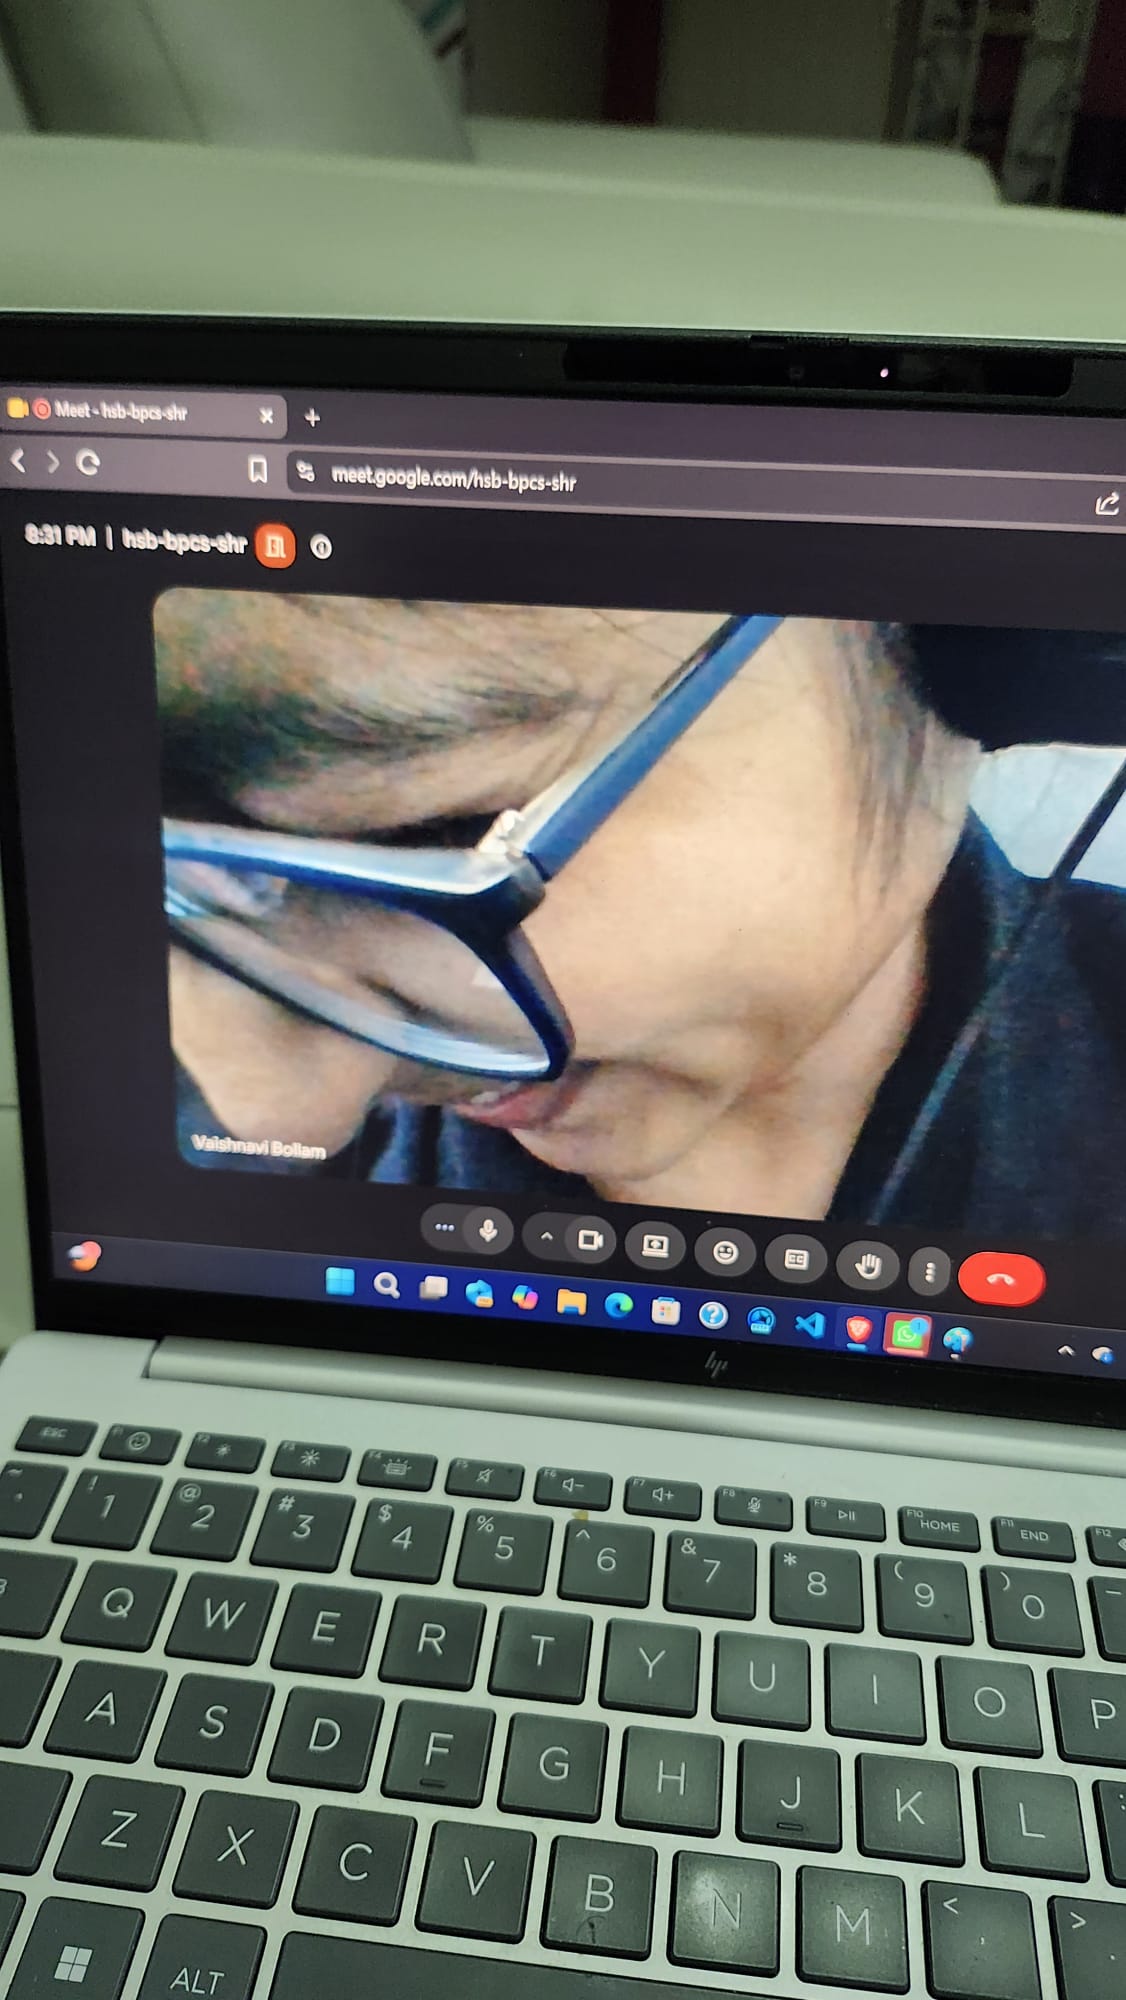 Meet - hsb-bpcs-shr
meet.google.com/hsb-bpcs-shr
8:31 PM | hsb-bpcs-shr
Vaishnavi Bollam
CC
hp
ESC F1 F2 F3 F4 F5 F6 F7 F8 F9 F10 HOME F11 END F12
~ ! 1 @ 2 # 3 $ 4 % 5 ^ 6 & 7 * 8 ( 9 ) 0 -
Q W E R T Y U I O P
A S D F G H J K L
Z X C V B N M < , > .
ALT